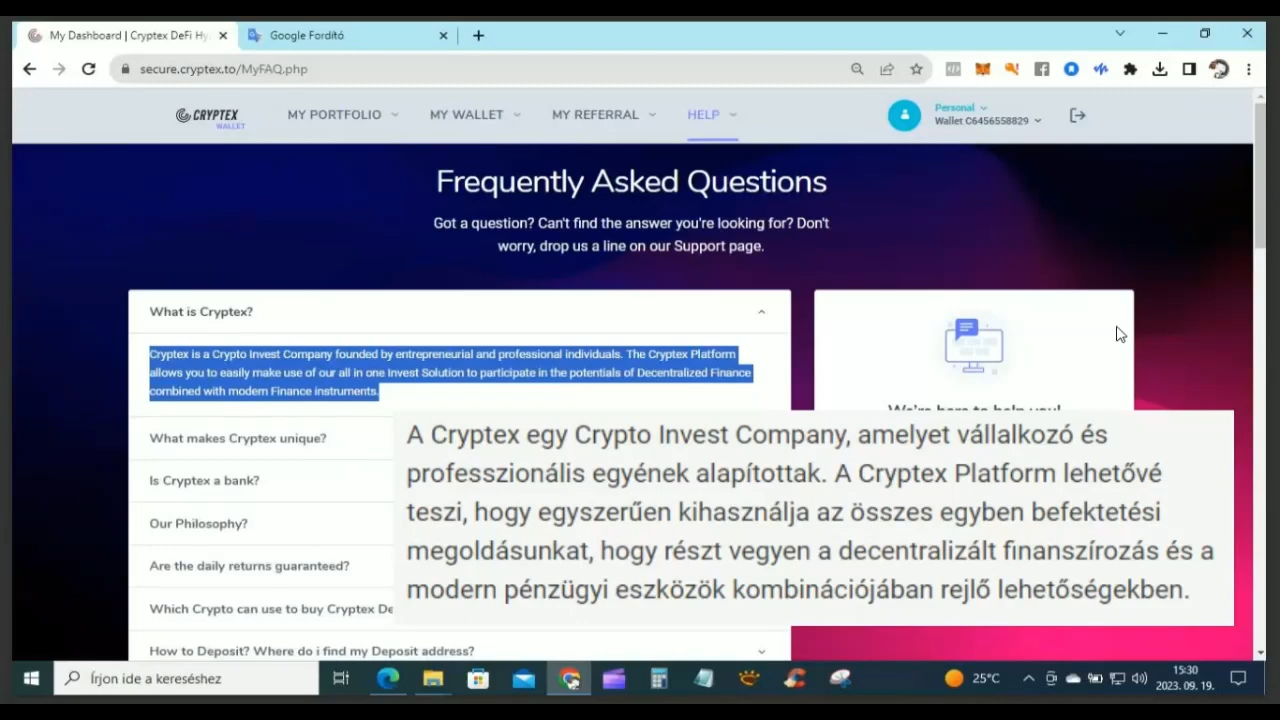 My Dashboard | Cryptex DeFi Hy
Google Fordító
secure.cryptex.to/MyFAQ.php
CRYPTEX
WALLET
MY PORTFOLIO
MY WALLET
MY REFERRAL
HELP
Personal
Wallet C6456558829
Frequently Asked Questions
Got a question? Can't find the answer you're looking for? Don't
worry, drop us a line on our Support page.
What is Cryptex?
Cryptex is a Crypto Invest Company founded by entrepreneurial and professional individuals. The Cryptex Platform
allows you to easily make use of our all in one Invest Solution to participate in the potentials of Decentralized Finance
combined with modern Finance instruments.
We're here to help you!
What makes Cryptex unique?
Is Cryptex a bank?
Our Philosophy?
Are the daily returns guaranteed?
Which Crypto can use to buy Cryptex De
How to Deposit? Where do i find my Deposit address?
A Cryptex egy Crypto Invest Company, amelyet vállalkozó és
professzionális egyének alapítottak. A Cryptex Platform lehetővé
teszi, hogy egyszerűen kihasználja az összes egyben befektetési
megoldásunkat, hogy részt vegyen a decentralizált finanszírozás és a
modern pénzügyi eszközök kombinációjában rejlő lehetőségekben.
Írjon ide a kereséshez
25°C
15:30
2023. 09. 19.